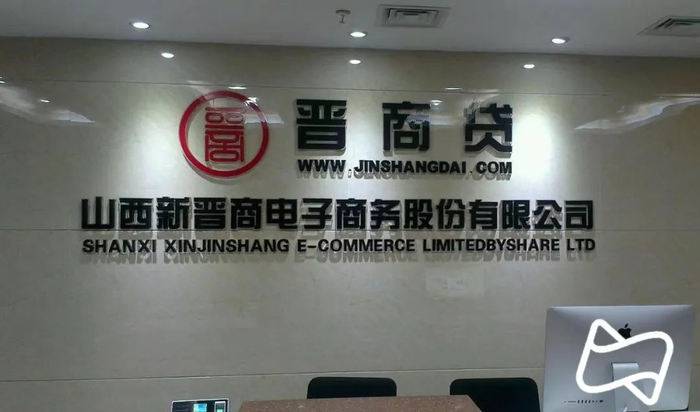 晋商贷
WWW.JINSHANGDAI.COM
山西新晋商电子商务股份有限公司
SHANXI XINJINSHANG E-COMMERCE LIMITEDBYSHARE LTD